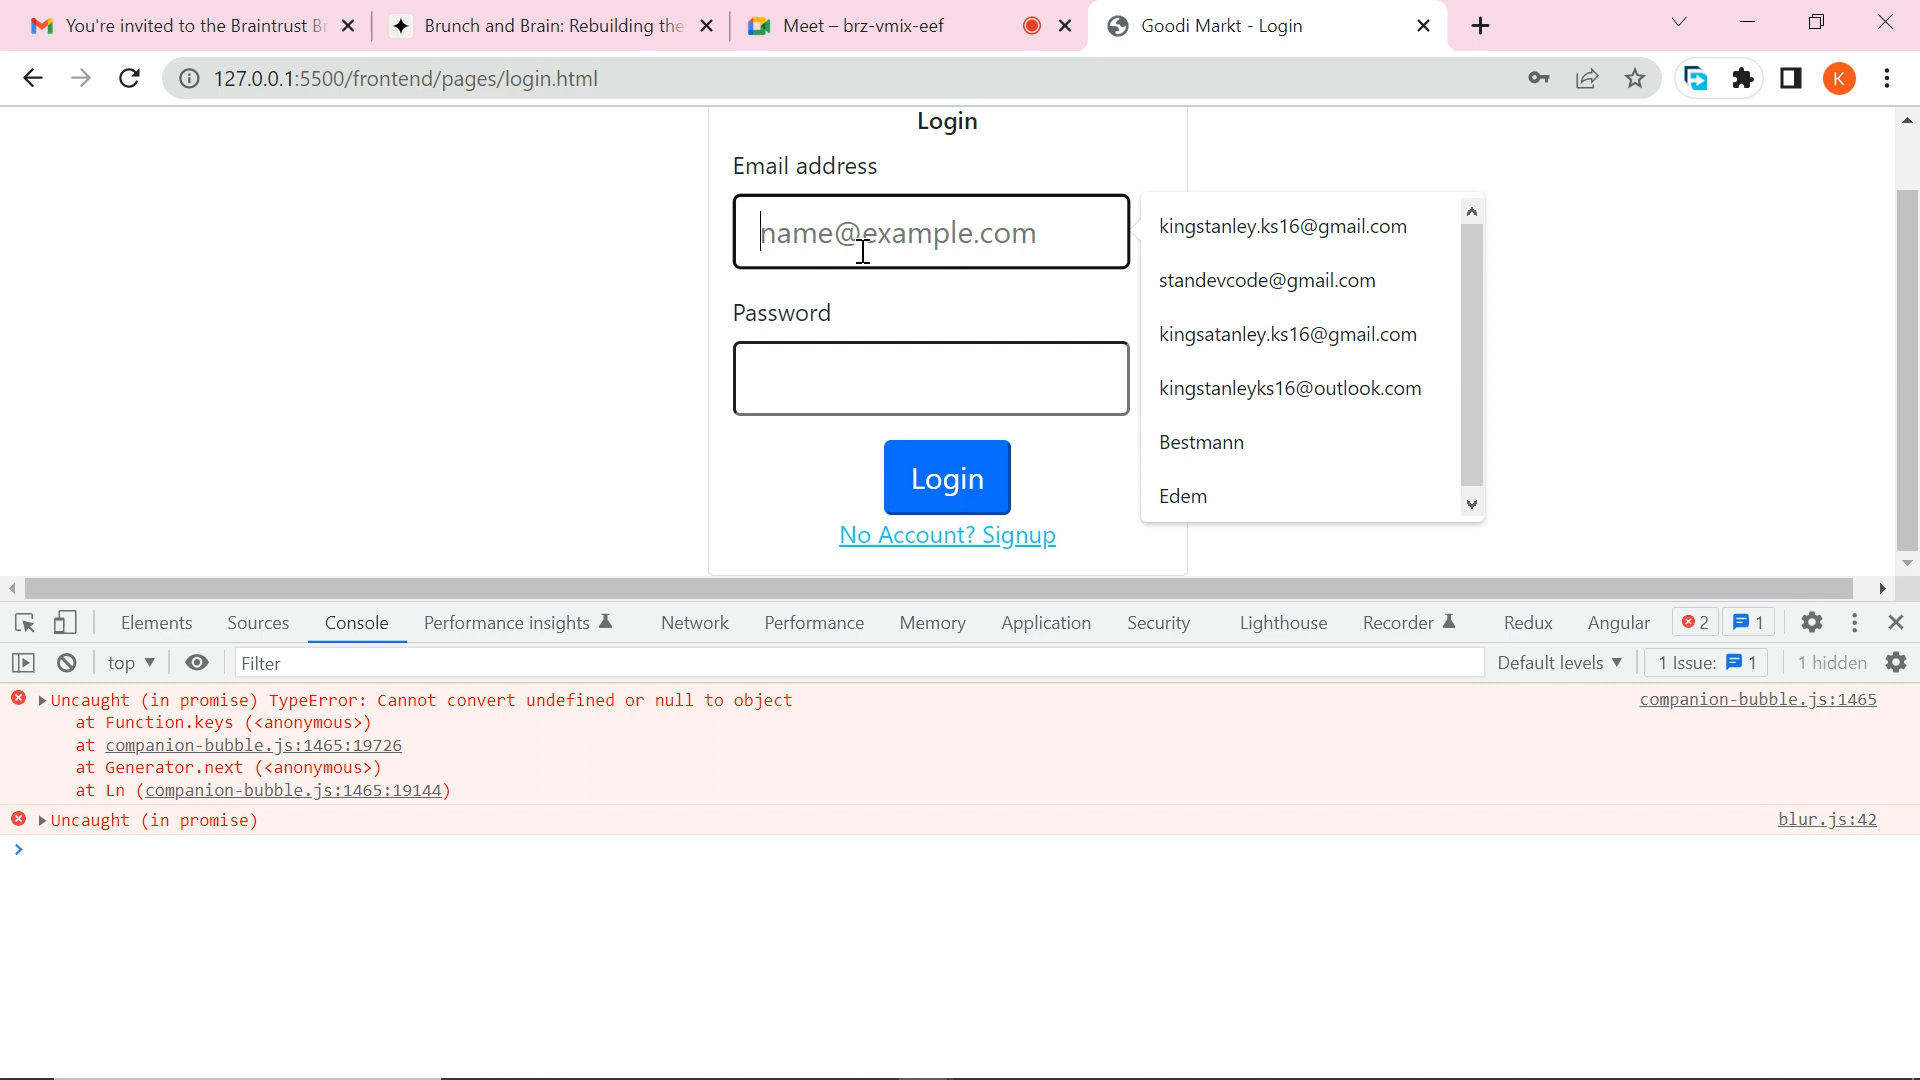 You're invited to the Braintrust Br
Brunch and Brain: Rebuilding the
Meet – brz-vmix-eef
Goodi Markt - Login
127.0.0.1:5500/frontend/pages/login.html
K
Login
Email address
name@example.com
kingstanley.ks16@gmail.com
standevcode@gmail.com
Password
kingsatanley.ks16@gmail.com
kingstanleyks16@outlook.com
Bestmann
Login
Edem
No Account? Signup
Elements Sources Console Performance insights Network Performance Memory Application Security Lighthouse Recorder Redux Angular 2 1
top Filter Default levels 1 Issue: 1 1 hidden
Uncaught (in promise) TypeError: Cannot convert undefined or null to object companion-bubble.js:1465
at Function.keys (<anonymous>)
at companion-bubble.js:1465:19726
at Generator.next (<anonymous>)
at Ln (companion-bubble.js:1465:19144)
Uncaught (in promise) blur.js:42